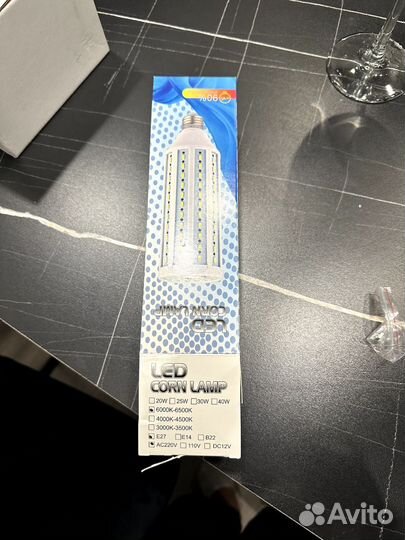 %06
LED
CORN LAMP
LED
CORN LAMP
20W 25W 30W 40W
6000K-6500K
4000K-4500K
3000K-3500K
E27 E14 B22
AC220V 110V DC12V
Avito